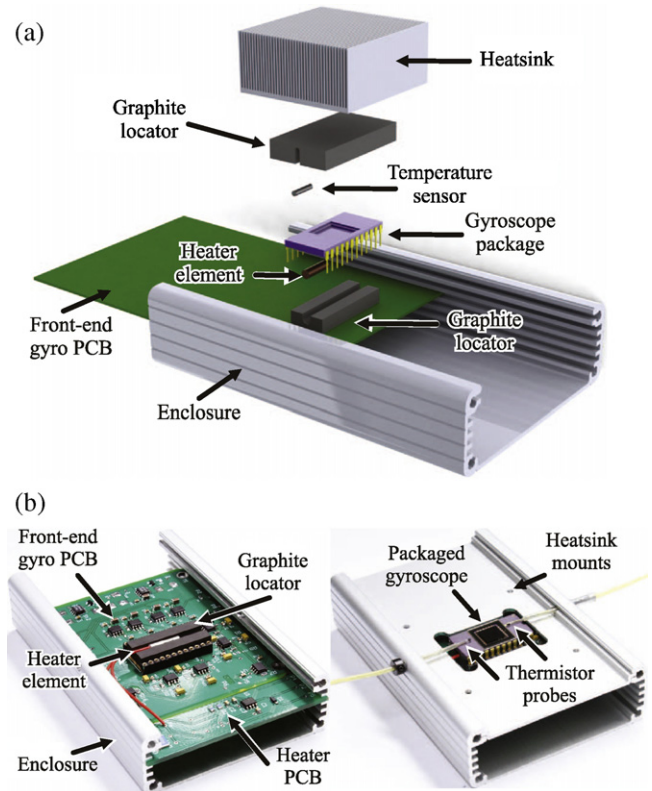 (a)
Heatsink
Graphite
locator
Temperature
sensor
Gyroscope
package
Heater
element
Front-end
gyro PCB
Graphite
locator
Enclosure
(b)
Front-end
gyro PCB
Graphite
locator
Heater
element
Enclosure
Heater
PCB
Packaged
gyroscope
Heatsink
mounts
Thermistor
probes